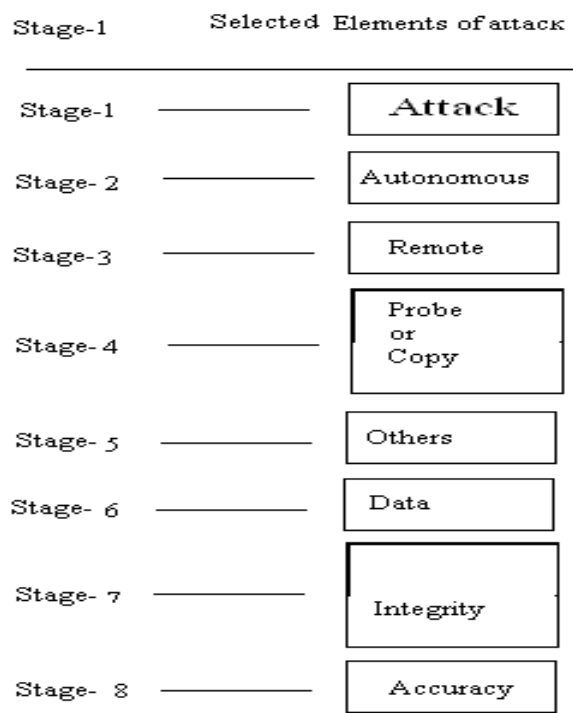 Stage-1 Selected Elements of attack
Stage-1 Attack
Stage- 2 Autonomous
Stage-3 Remote
Stage-4 Probe
or
Copy
Stage- 5 Others
Stage- 6 Data
Stage- 7 Integrity
Stage- 8 Accuracy